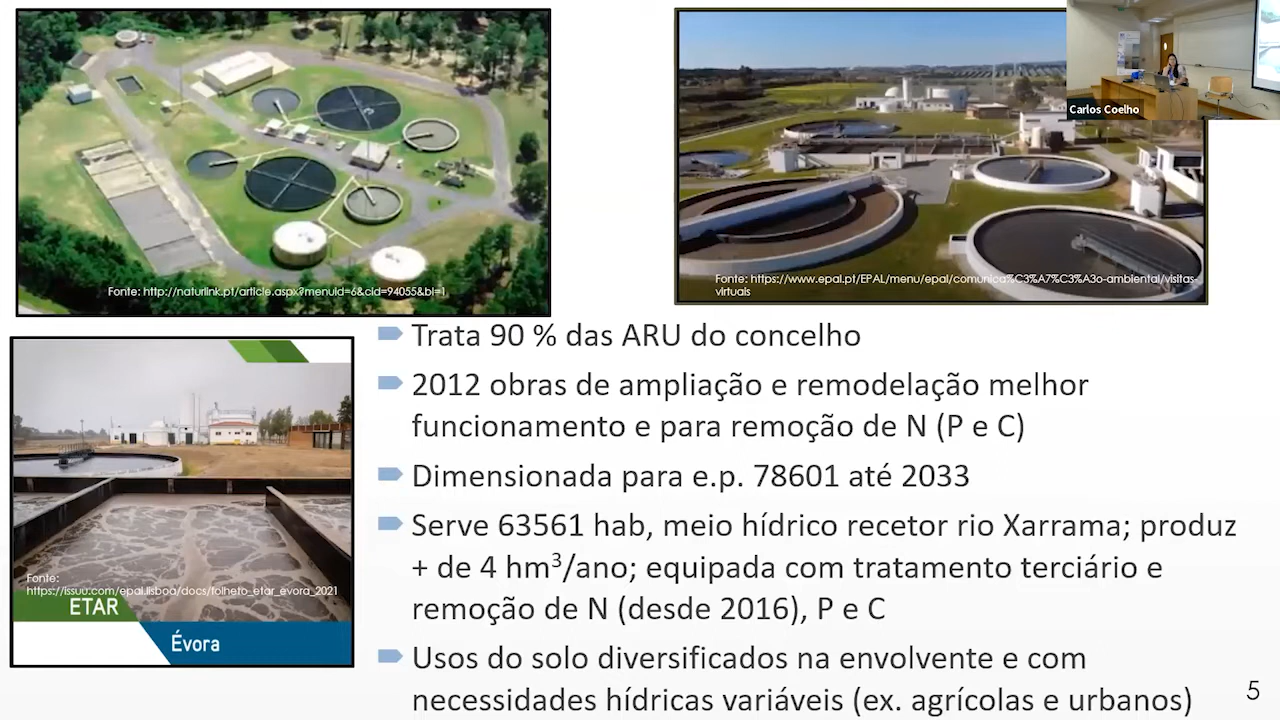 Carlos Coelho
Fonte: http://naturlink.pt/article.aspx?menuid=6&cid=94055&bl=1
Fonte: https://www.epal.pt/EPAL/menu/epal/comunica%C3%A7%C3%A3o-ambiental/visitas-
virtuais
Trata 90 % das ARU do concelho
2012 obras de ampliação e remodelação melhor
funcionamento e para remoção de N (P e C)
Dimensionada para e.p. 78601 até 2033
Serve 63561 hab, meio hídrico recetor rio Xarrama; produz
+ de 4 hm³/ano; equipada com tratamento terciário e
remoção de N (desde 2016), P e C
Usos do solo diversificados na envolvente e com
necessidades hídricas variáveis (ex. agrícolas e urbanos)
Fonte:
https://issuu.com/epal.lisboa/docs/folheto_etar_evora_2021
ETAR
Évora
5